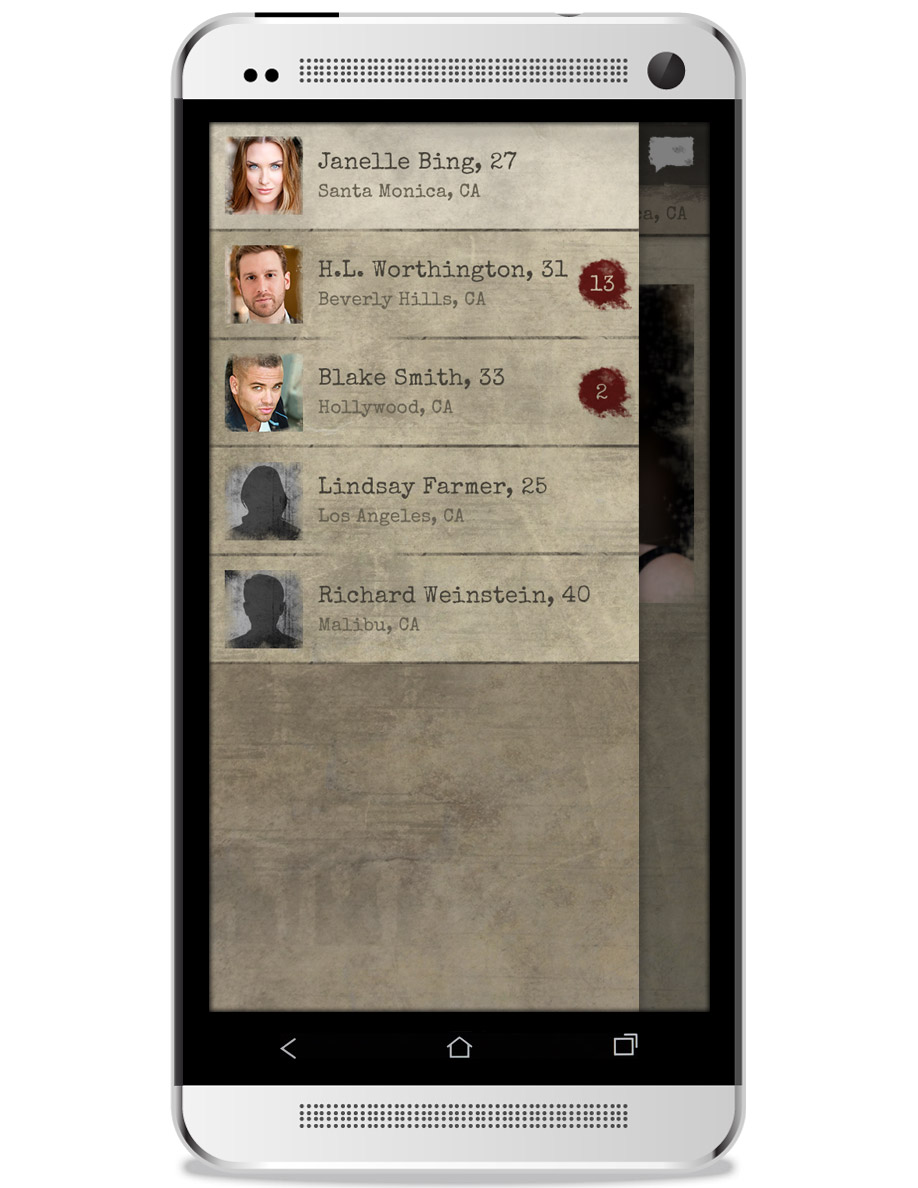 Janelle Bing, 27
Santa Monica, CA
ca, CA
H.L. Worthington, 31
13
Beverly Hills, CA
Blake Smith, 33
2
Hollywood, CA
Lindsay Farmer, 25
Los Angeles, CA
Richard Weinstein, 40
Malibu, CA